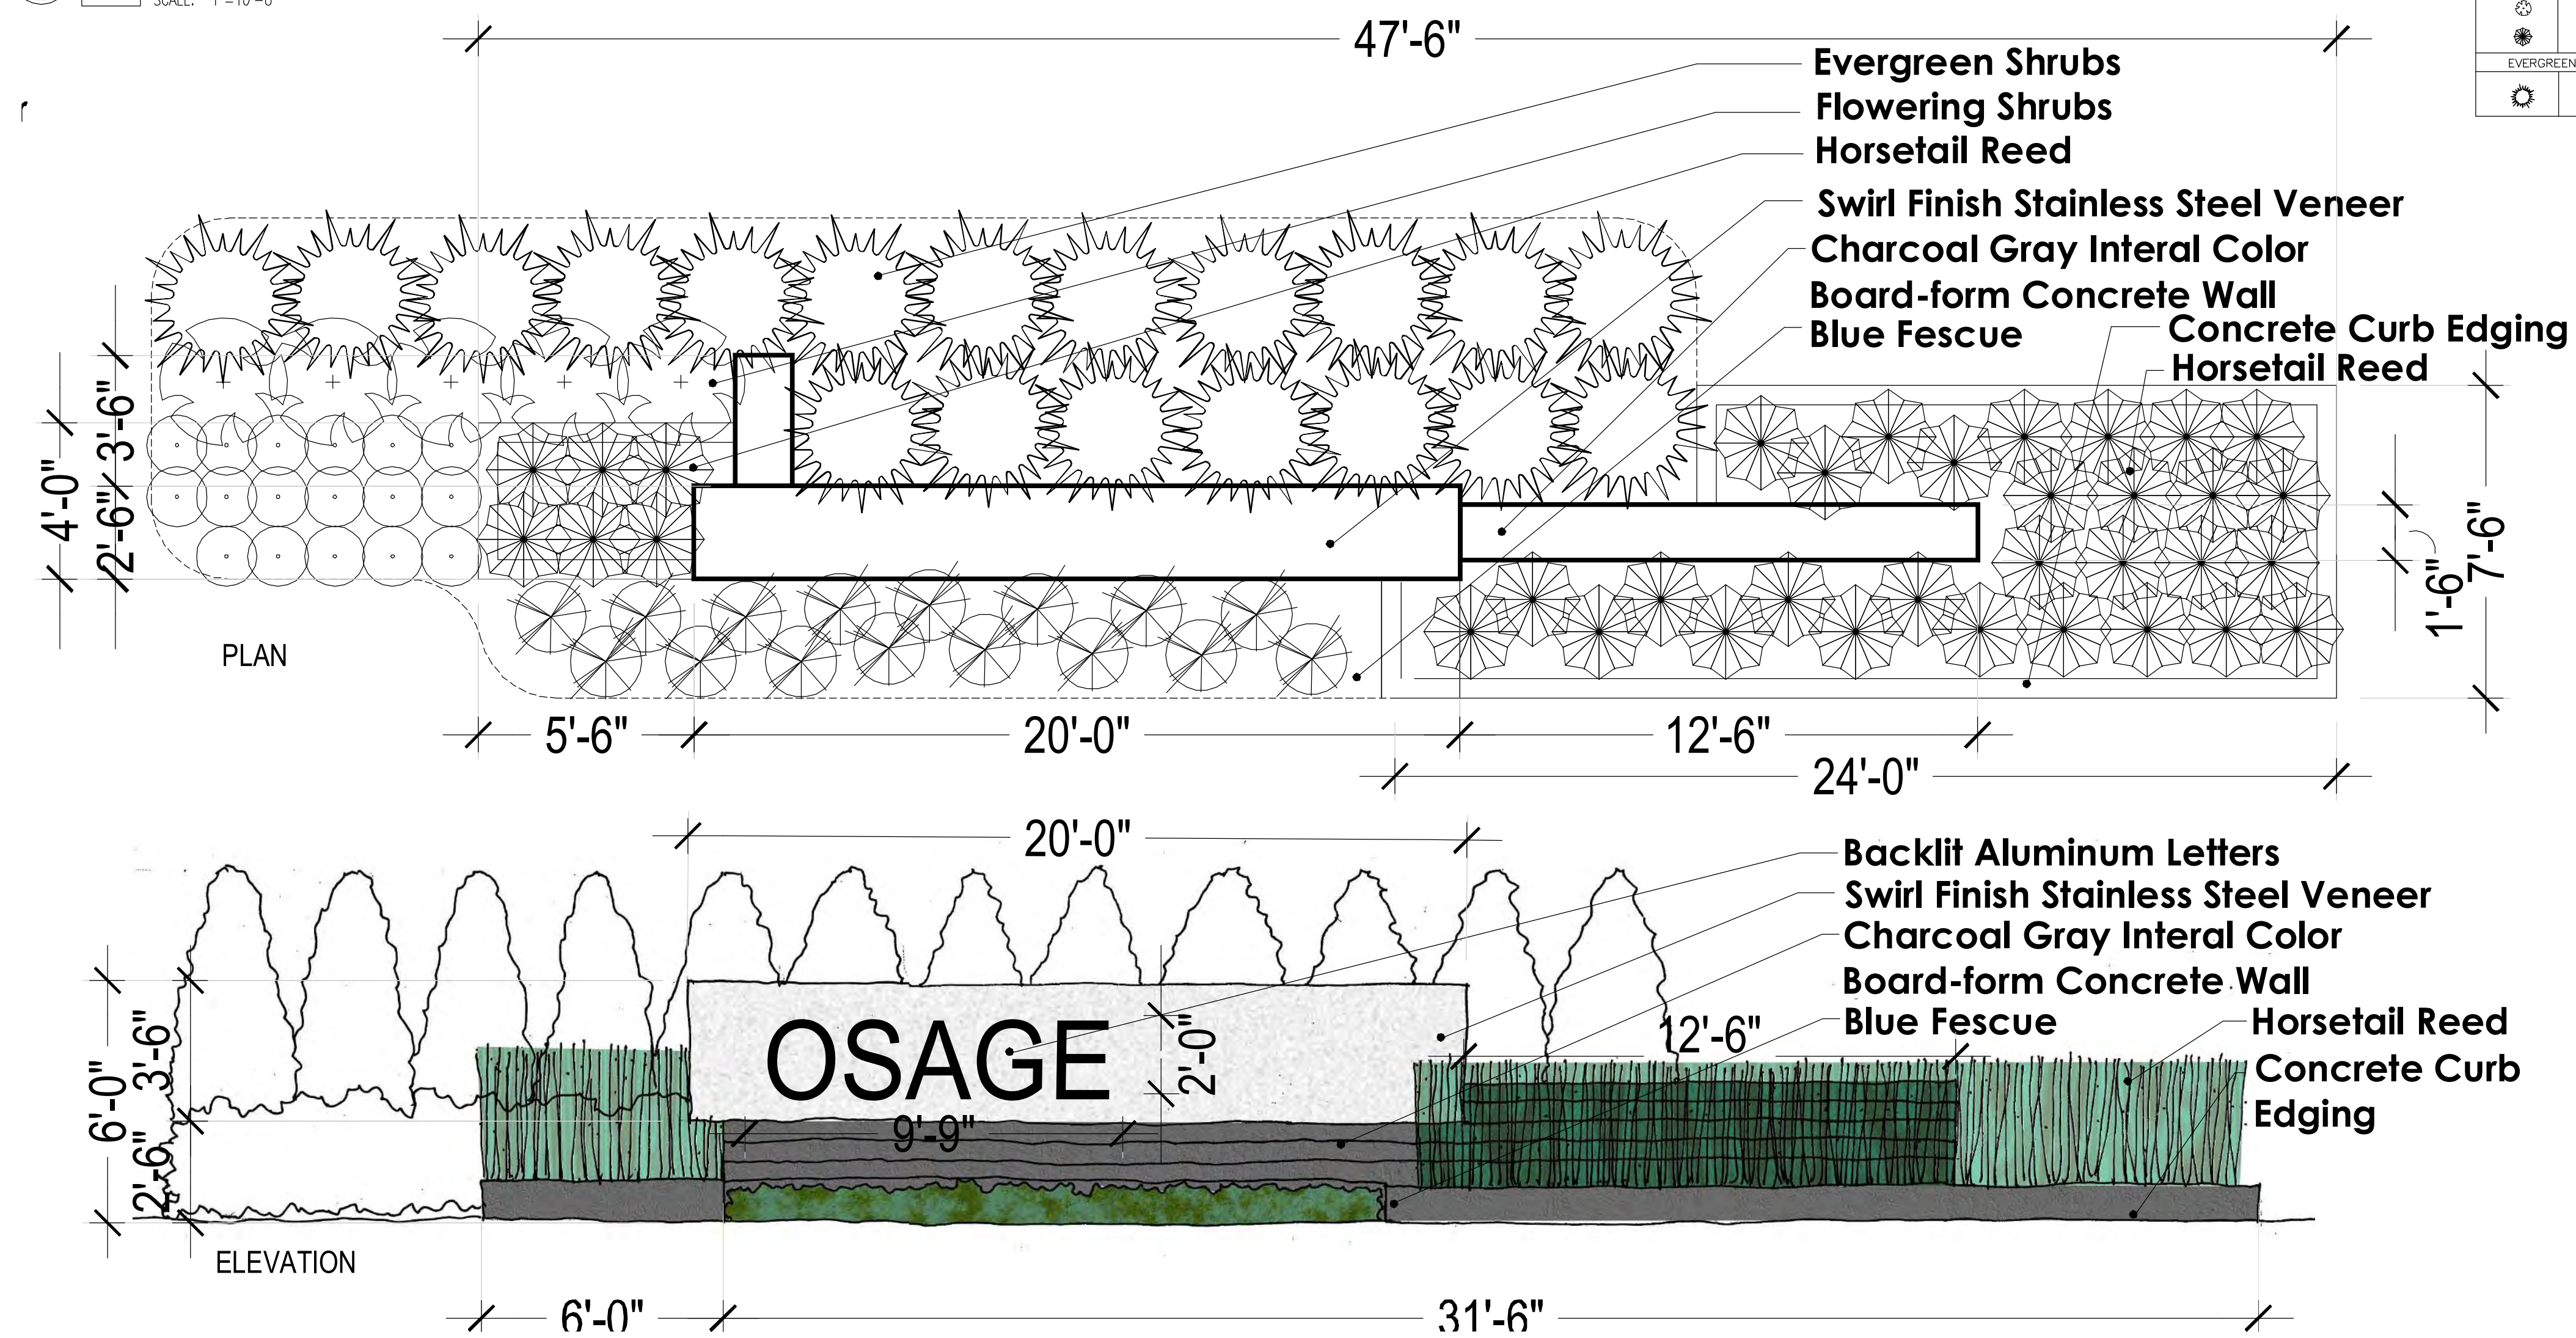 SCALE: 1"=10'-0"
47'-6"
EVERGREEN
r
Evergreen Shrubs
Flowering Shrubs
Horsetail Reed
Swirl Finish Stainless Steel Veneer
Charcoal Gray Interal Color
Board-form Concrete Wall
Blue Fescue
Concrete Curb Edging
Horsetail Reed
4'-0"
3'-6"
2'-6"
7'-6"
1'-6"
PLAN
5'-6"
20'-0"
12'-6"
24'-0"
20'-0"
Backlit Aluminum Letters
Swirl Finish Stainless Steel Veneer
Charcoal Gray Interal Color
Board-form Concrete Wall
Blue Fescue
Horsetail Reed
Concrete Curb
Edging
OSAGE
2'-0"
12'-6"
9'-9"
6'-0"
3'-6"
2'-6"
ELEVATION
6'-0"
31'-6"